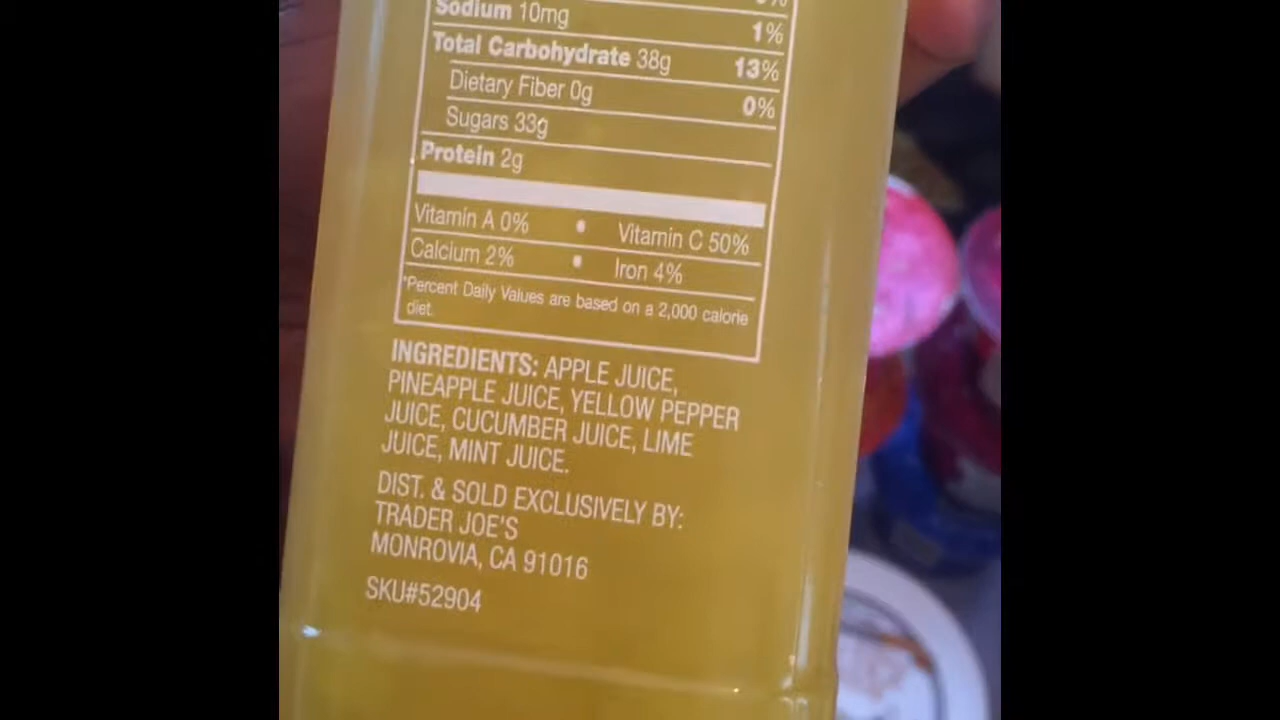 Sodium 10mg 1%
Total Carbohydrate 38g 13%
Dietary Fiber 0g 0%
Sugars 33g
Protein 2g
Vitamin A 0% • Vitamin C 50%
Calcium 2% • Iron 4%
*Percent Daily Values are based on a 2,000 calorie
diet.
INGREDIENTS: APPLE JUICE,
PINEAPPLE JUICE, YELLOW PEPPER
JUICE, CUCUMBER JUICE, LIME
JUICE, MINT JUICE.
DIST. & SOLD EXCLUSIVELY BY:
TRADER JOE'S
MONROVIA, CA 91016
SKU#52904